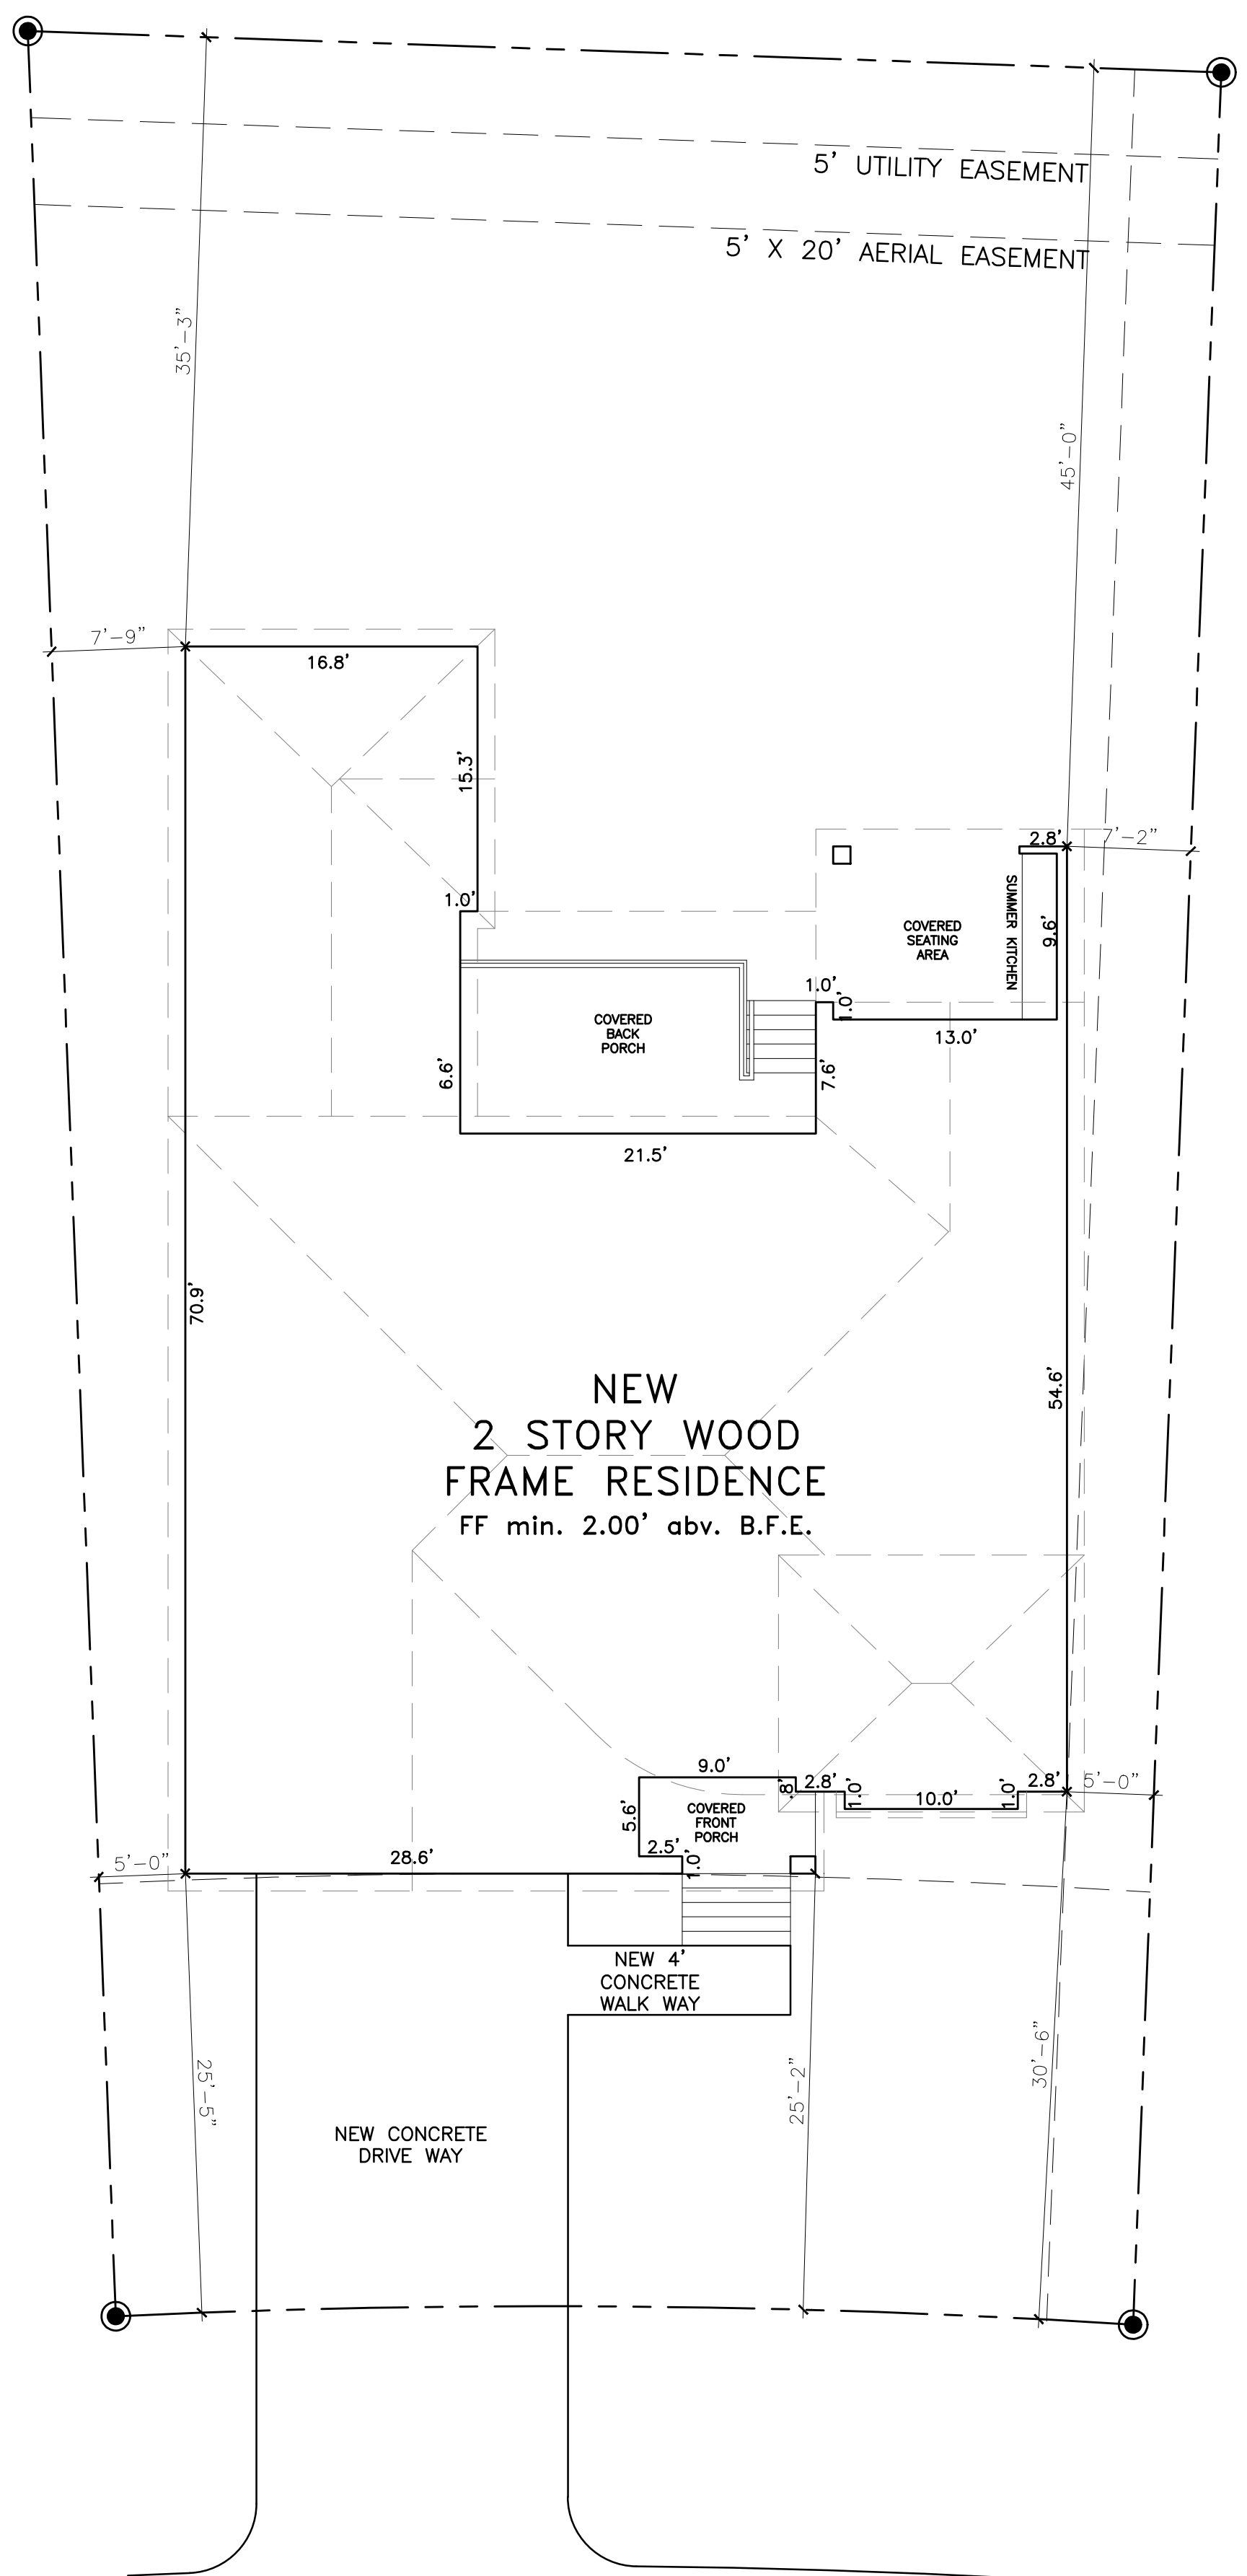 5' UTILITY EASEMENT
5' X 20' AERIAL EASEMENT
35'-3"
45'-0"
7'-9"
16.8'
15.3'
1.0'
2.8'
7'-2"
SUMMER KITCHEN
9.6'
COVERED
SEATING
AREA
1.0'
1.0'
13.0'
COVERED
BACK
PORCH
6.6'
7.6'
21.5'
70.9'
54.6'
NEW
2 STORY WOOD
FRAME RESIDENCE
FF min. 2.00' abv. B.F.E.
9.0'
.8'
2.8'
1.0'
10.0'
1.0'
2.8'
5'-0"
5.6'
COVERED
FRONT
PORCH
2.5'
1.0'
28.6'
5'-0"
NEW 4'
CONCRETE
WALK WAY
25'-5"
25'-2"
30'-6"
NEW CONCRETE
DRIVE WAY